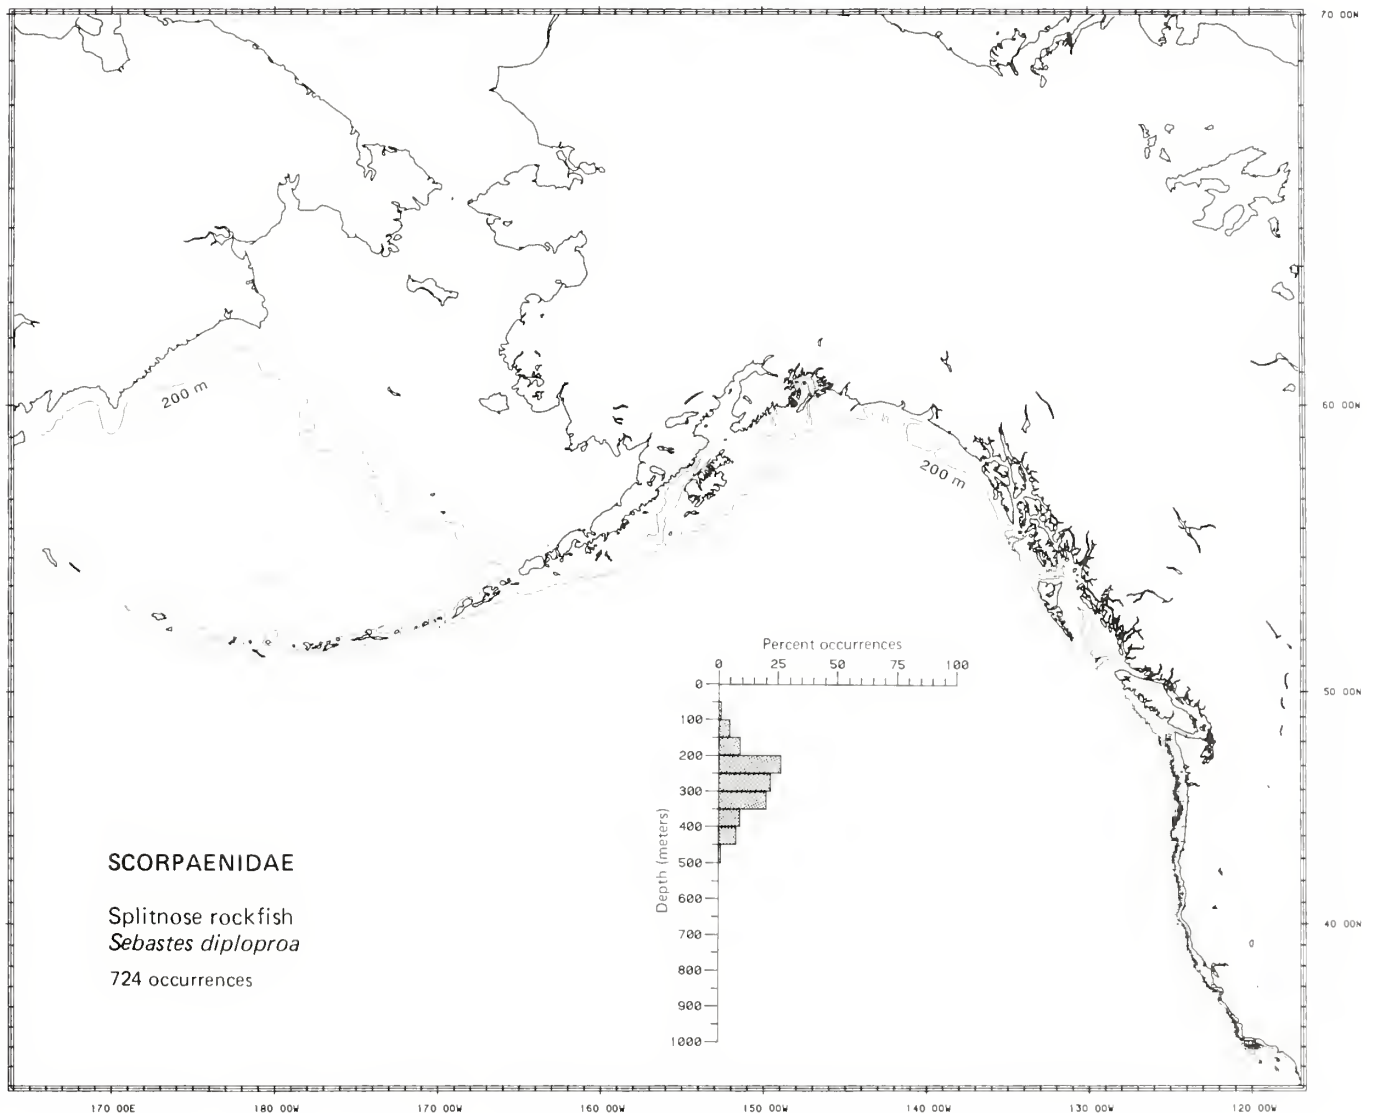 70 00N
200 m
60 00N
200 m
Percent occurrences
0 25 50 75 100
50 00N
0
100
200
300
400
500
600
700
800
900
1000
Depth (meters)
SCORPAENIDAE
Splitnose rockfish
Sebastes diploproa
724 occurrences
40 00N
170 00E 180 00W 170 00W 160 00W 150 00W 140 00W 130 00W 120 00W